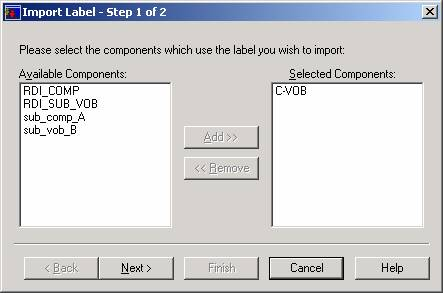 Import Label - Step 1 of 2
Please select the components which use the label you wish to import:
Available Components:
RDI_COMP
RDI_SUB_VOB
sub_comp_A
sub_vob_B
Add >>
<< Remove
Selected Components:
C-VOB
< Back
Next >
Finish
Cancel
Help